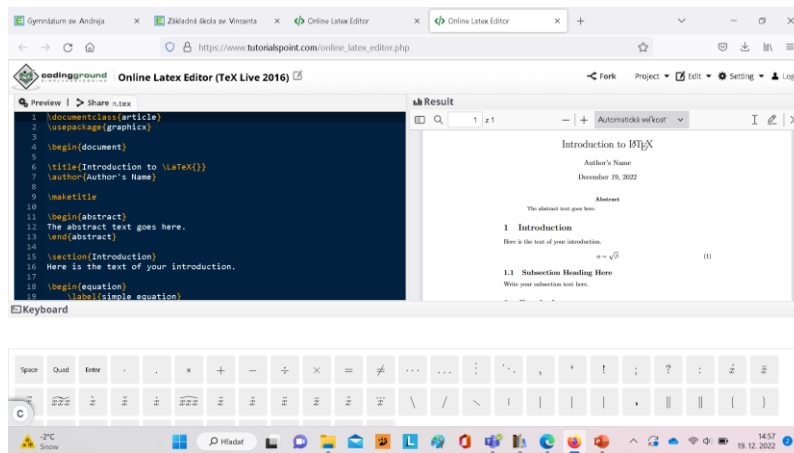 Gymnázium sv. Andreja
Základná škola sv. Vincenta
Online Latex Editor
Online Latex Editor
https://www.tutorialspoint.com/online_latex_editor.php
codingground
SIMPLYEASYCODING
Online Latex Editor (TeX Live 2016)
Fork
Project
Edit
Setting
Log
Preview | Share n.tex
Result
1 z 1
Automatická veľkosť
1 \documentclass{article}
2 \usepackage{graphicx}
3
4 \begin{document}
5
6 \title{Introduction to \LaTeX{}}
7 \author{Author's Name}
8
9 \maketitle
10
11 \begin{abstract}
12 The abstract text goes here.
13 \end{abstract}
14
15 \section{Introduction}
16 Here is the text of your introduction.
17
18 \begin{equation}
19 \label{simple_equation}
Introduction to LATEX
Author's Name
December 19, 2022
Abstract
The abstract text goes here.
1 Introduction
Here is the text of your introduction.
α = √β (1)
1.1 Subsection Heading Here
Write your subsection text here.
Keyboard
Space Quad Enter
-2°C
Snow
Hľadať
14:57
19. 12. 2022